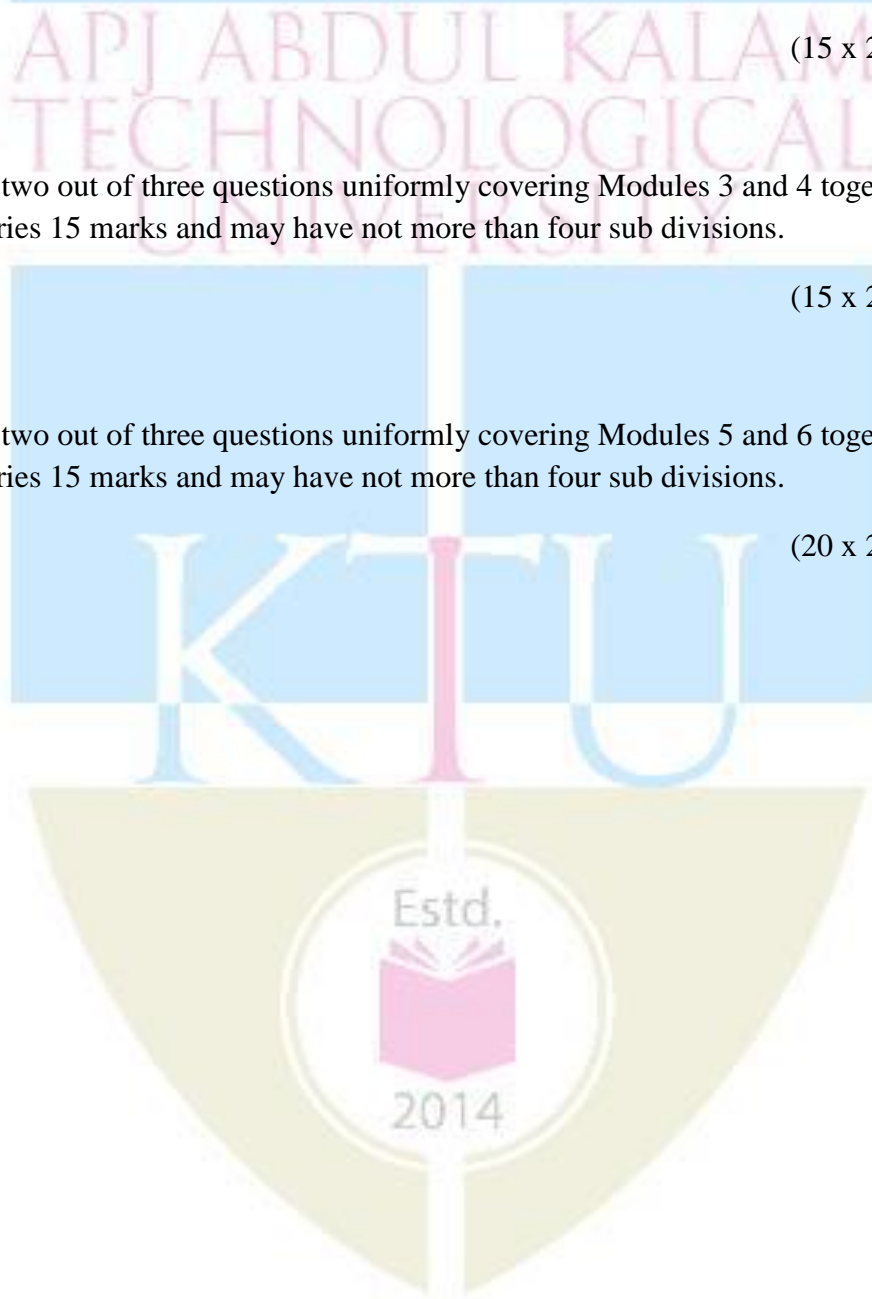 APJ ABDUL KALAM
(15 x 2
TECHNOLOGICAL
two out of three questions uniformly covering Modules 3 and 4 toge
ries 15 marks and may have not more than four sub divisions.
UNIVERSITY
(15 x 2
two out of three questions uniformly covering Modules 5 and 6 toge
ries 15 marks and may have not more than four sub divisions.
(20 x 2
KTU
Estd.
2014